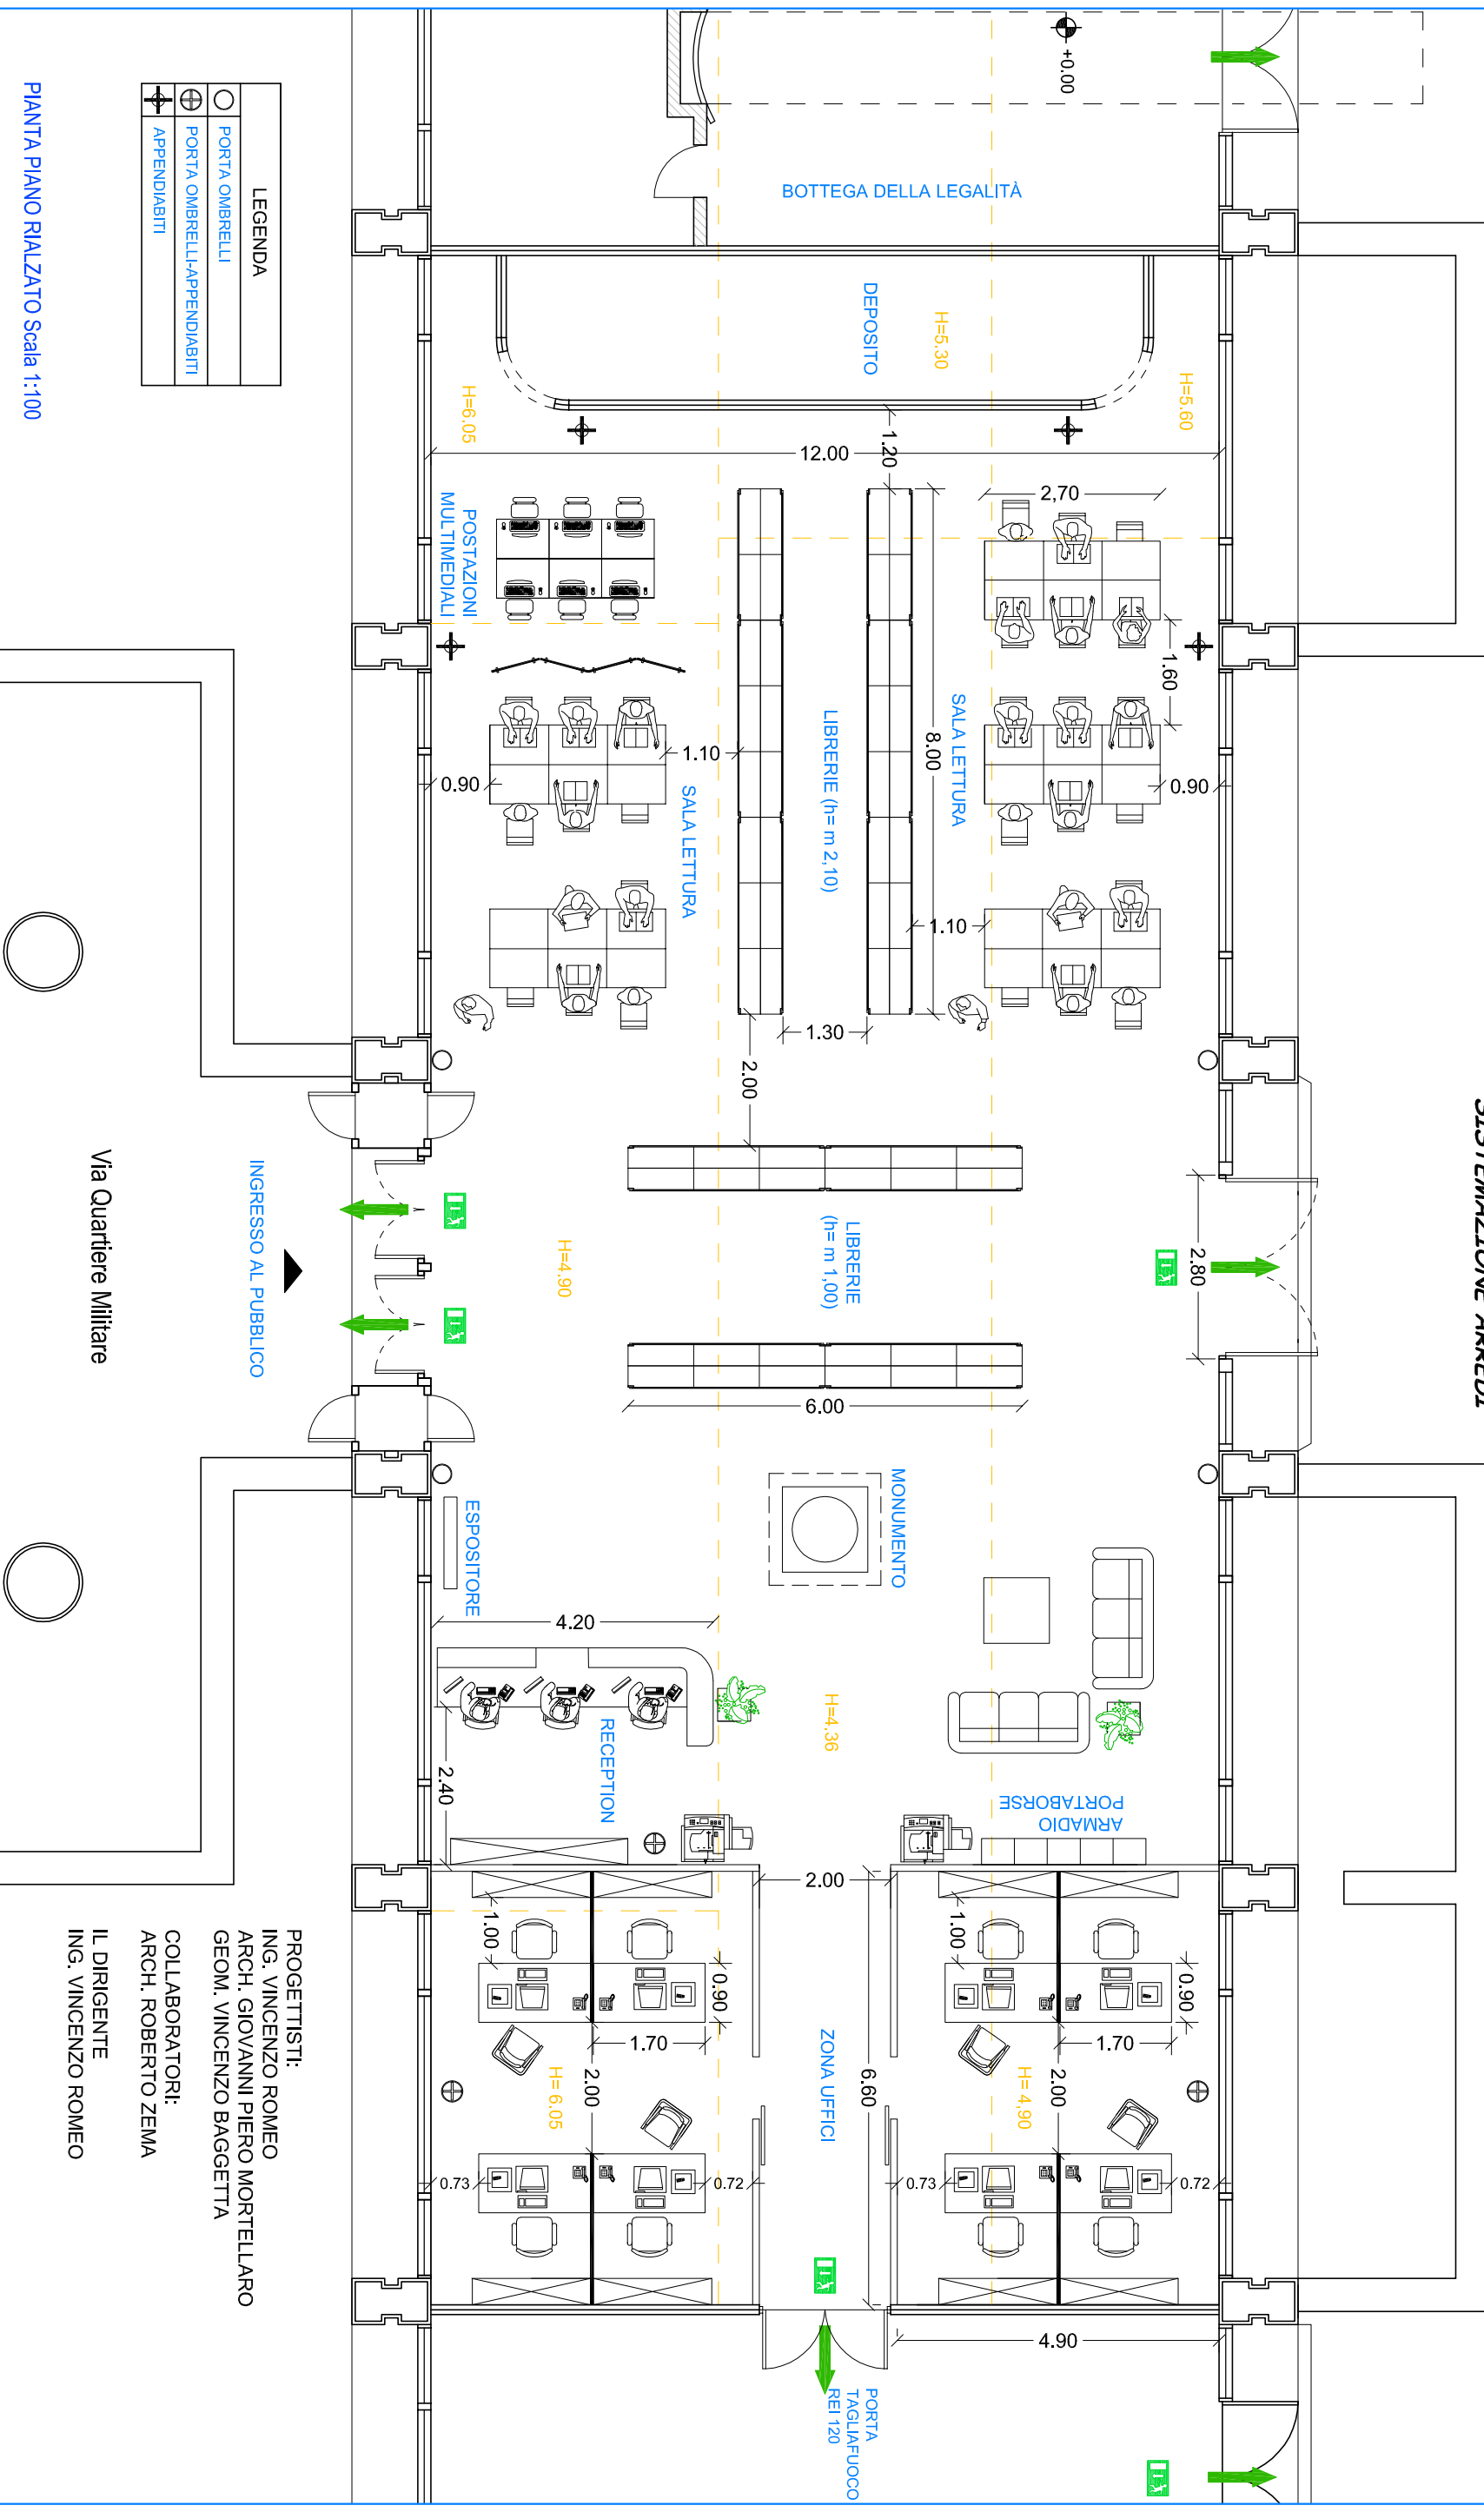 SISTEMAZIONE ARREDI
+0.00
BOTTEGA DELLA LEGALITÀ
DEPOSITO
H=5.30
H=5.60
H=6.05
1.20
12.00
2,70
POSTAZIONI
MULTIMEDIALI
1.60
SALA LETTURA
LIBRERIE (h= m 2,10)
8.00
1.10
0.90
0.90
SALA LETTURA
1.10
1.30
2.00
LIBRERIE
(h= m 1,00)
2.80
H=4.90
6.00
INGRESSO AL PUBBLICO
Via Quartiere Militare
MONUMENTO
ESPOSITORE
4.20
H=4.36
RECEPTION
2.40
ARMADIO
PORTABORSE
2.00
1.00
1.00
0.90
0.90
1.70
1.70
ZONA UFFICI
6.60
2.00
2.00
H= 6.05
H= 4,90
0.73
0.72
0.73
0.72
4.90
PORTA
TAGLIAFUOCO
REI 120
LEGENDA
PORTA OMBRELLI
PORTA OMBRELLI-APPENDIABITI
APPENDIABITI
PIANTA PIANO RIALZATO Scala 1:100
PROGETTISTI:
ING. VINCENZO ROMEO
ARCH. GIOVANNI PIERO MORTELLARO
GEOM. VINCENZO BAGGETTA
COLLABORATORI:
ARCH. ROBERTO ZEMA
IL DIRIGENTE
ING. VINCENZO ROMEO